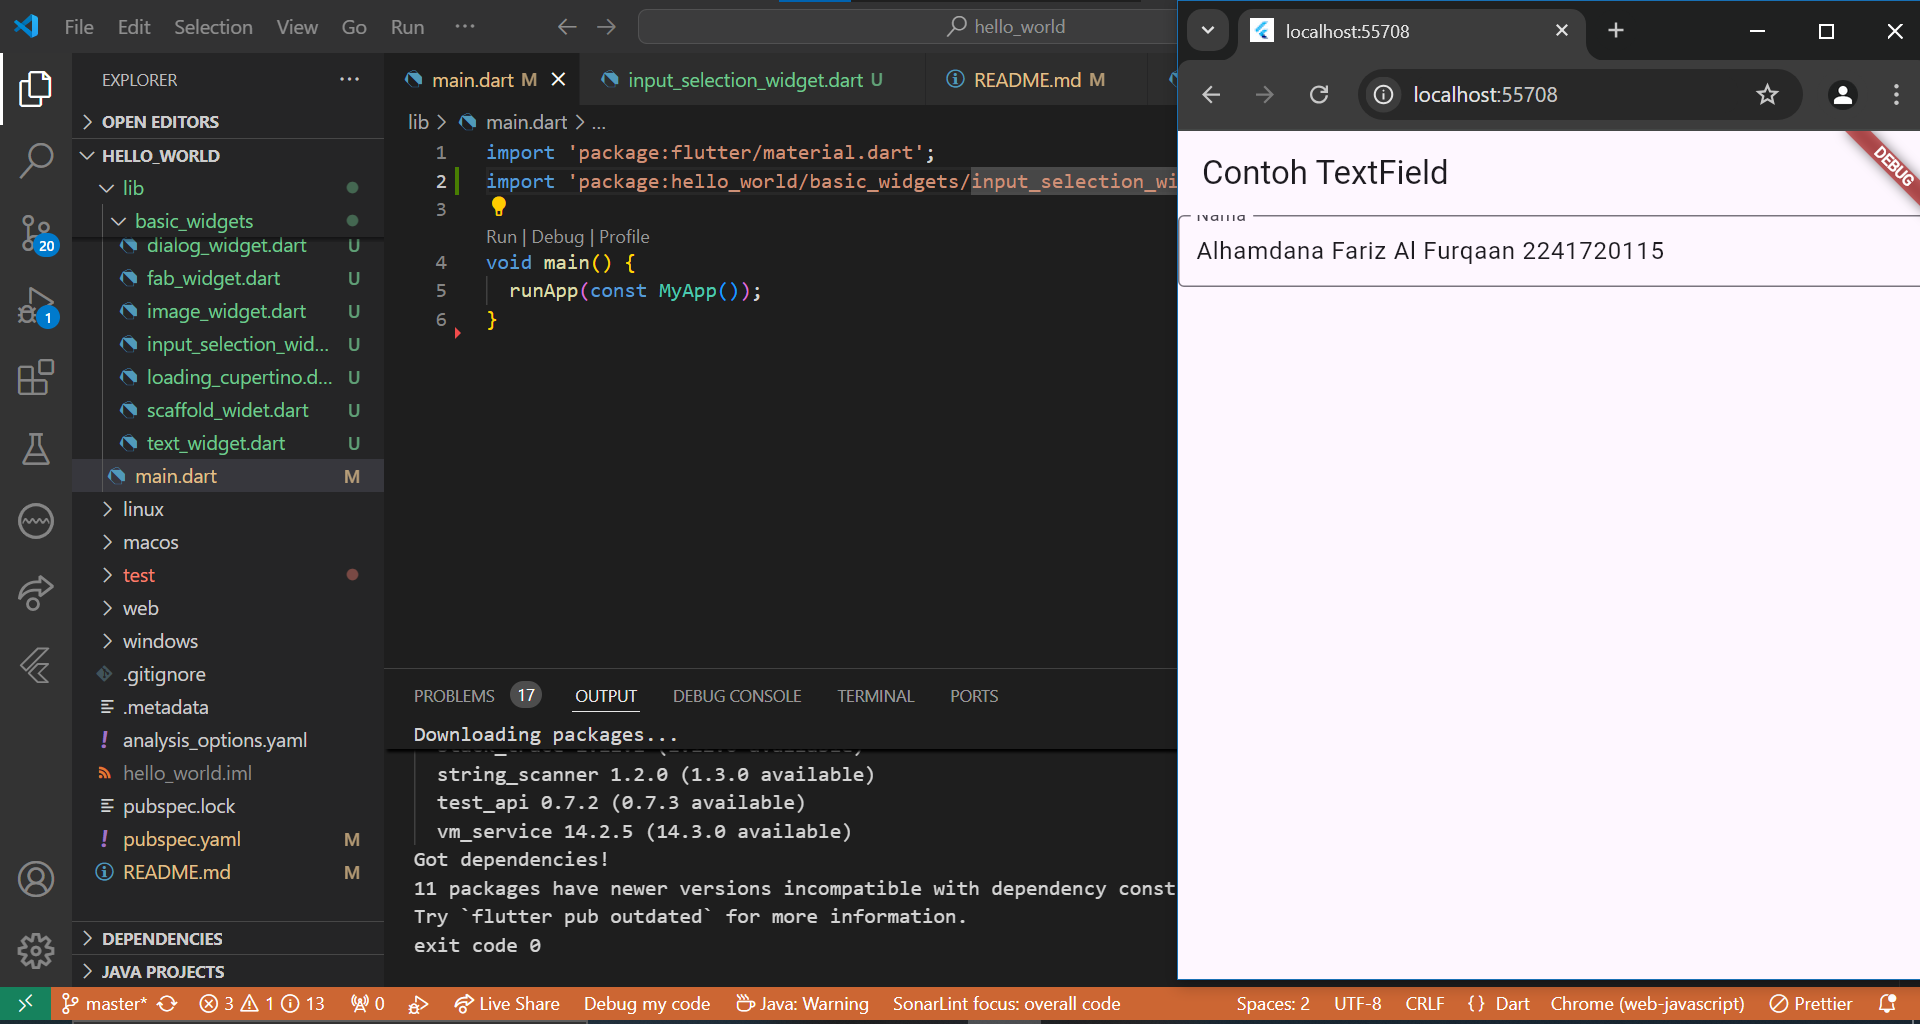 File Edit Selection View Go Run ··· hello_world
EXPLORER
OPEN EDITORS
HELLO_WORLD
lib
basic_widgets
dialog_widget.dart U
fab_widget.dart U
image_widget.dart U
input_selection_wid... U
loading_cupertino.d... U
scaffold_widet.dart U
text_widget.dart U
main.dart M
linux
macos
test
web
windows
.gitignore
.metadata
analysis_options.yaml
hello_world.iml
pubspec.lock
pubspec.yaml M
README.md M
DEPENDENCIES
JAVA PROJECTS
20
1
main.dart M input_selection_widget.dart U README.md M
lib > main.dart > ...
1 import 'package:flutter/material.dart';
2 import 'package:hello_world/basic_widgets/input_selection_wi
3
Run | Debug | Profile
4 void main() {
5 runApp(const MyApp());
6 }
PROBLEMS 17 OUTPUT DEBUG CONSOLE TERMINAL PORTS
Downloading packages...
string_scanner 1.2.0 (1.3.0 available)
test_api 0.7.2 (0.7.3 available)
vm_service 14.2.5 (14.3.0 available)
Got dependencies!
11 packages have newer versions incompatible with dependency const
Try `flutter pub outdated` for more information.
exit code 0
localhost:55708
localhost:55708
Contoh TextField
DEBUG
Nama
Alhamdana Fariz Al Furqaan 2241720115
master* 3 1 13 0 Live Share Debug my code Java: Warning SonarLint focus: overall code Spaces: 2 UTF-8 CRLF {} Dart Chrome (web-javascript) Prettier